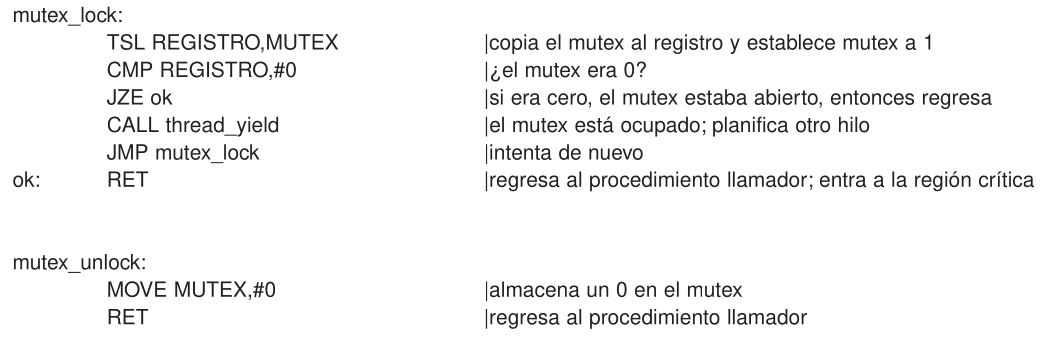 mutex_lock:
TSL REGISTRO,MUTEX |copia el mutex al registro y establece mutex a 1
CMP REGISTRO,#0 |¿el mutex era 0?
JZE ok |si era cero, el mutex estaba abierto, entonces regresa
CALL thread_yield |el mutex está ocupado; planifica otro hilo
JMP mutex_lock |intenta de nuevo
ok: RET |regresa al procedimiento llamador; entra a la región crítica
mutex_unlock:
MOVE MUTEX,#0 |almacena un 0 en el mutex
RET |regresa al procedimiento llamador